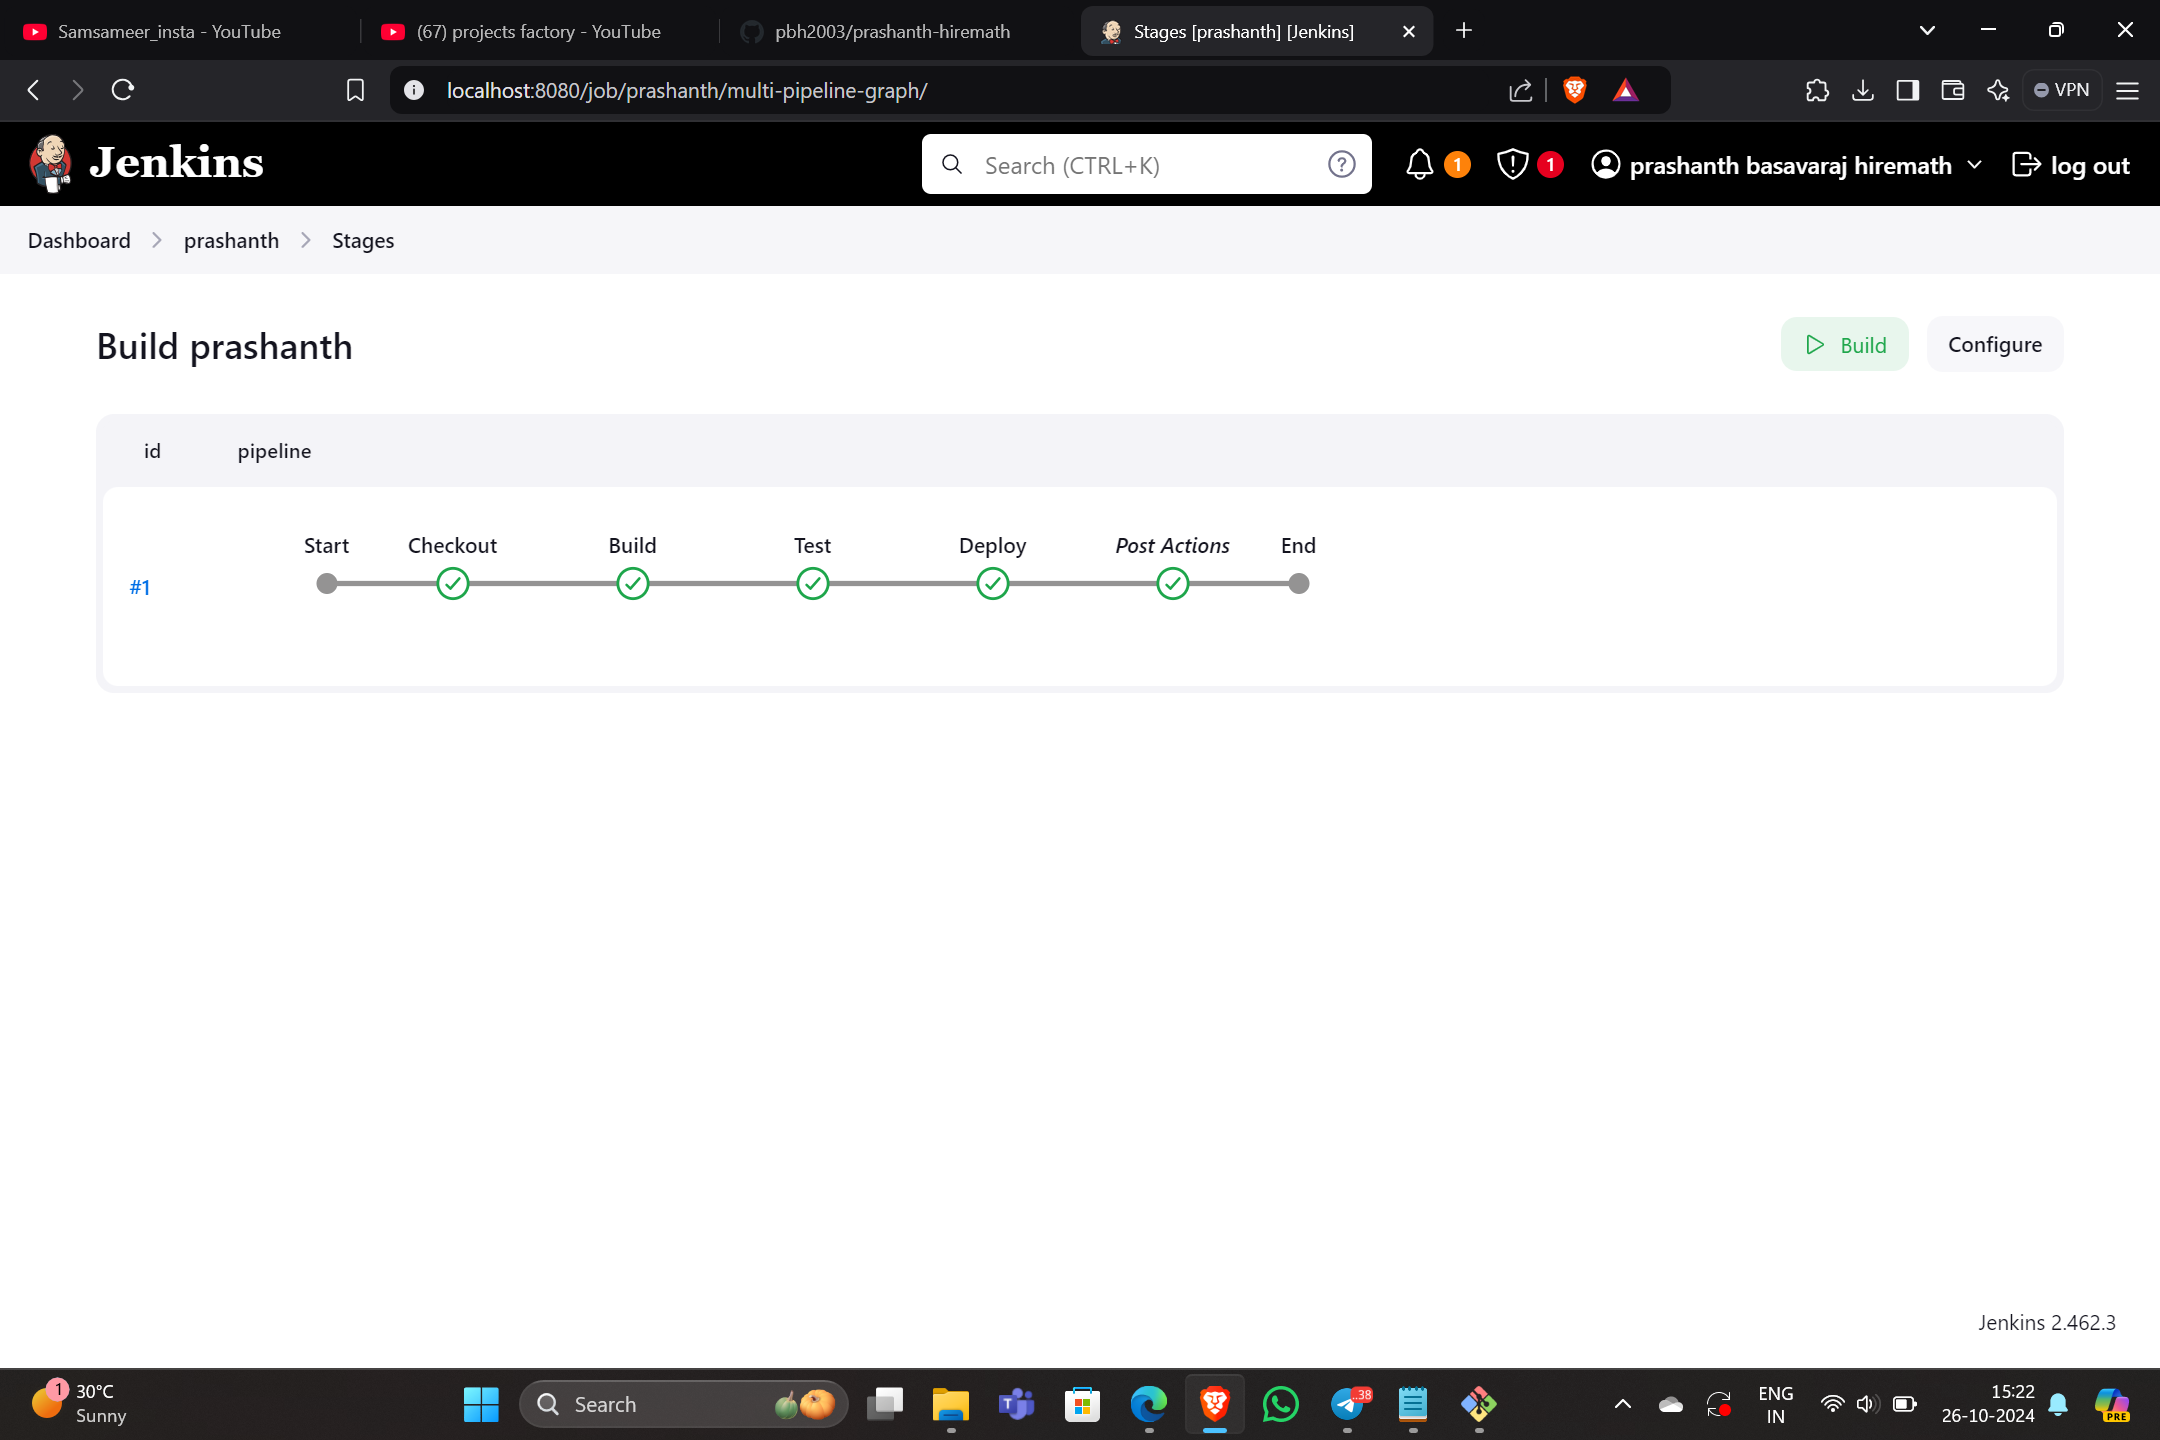 Samsameer_insta - YouTube
(67) projects factory - YouTube
pbh2003/prashanth-hiremath
Stages [prashanth] [Jenkins]
localhost:8080/job/prashanth/multi-pipeline-graph/
VPN
Jenkins
Search (CTRL+K)
1
1
prashanth basavaraj hiremath
log out
Dashboard
prashanth
Stages
Build prashanth
Build
Configure
id
pipeline
Start
Checkout
Build
Test
Deploy
Post Actions
End
#1
Jenkins 2.462.3
1
30°C
Sunny
Search
..38
ENG
IN
15:22
26-10-2024
PRE